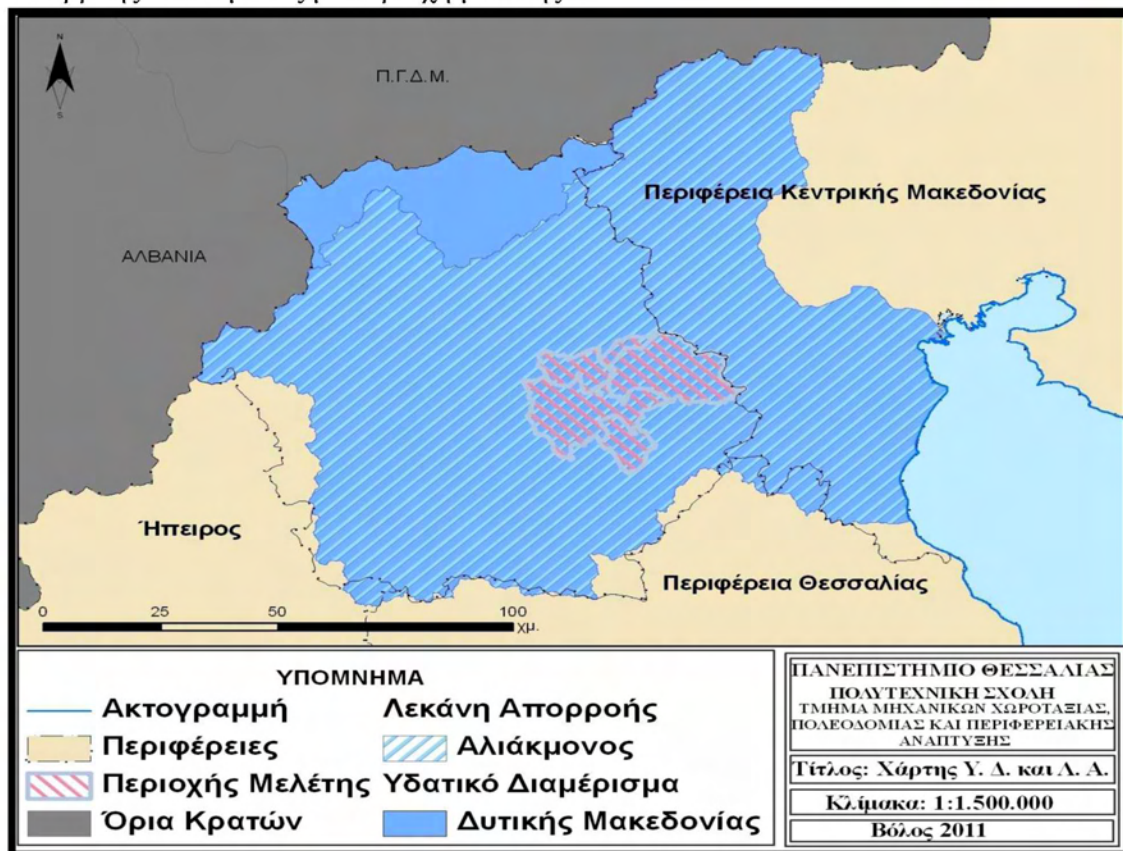 N
S
Π.Γ.Δ.Μ.
Περιφέρεια Κεντρικής Μακεδονίας
ΑΛΒΑΝΙΑ
Ήπειρος
Περιφέρεια Θεσσαλίας
0 25 50 100
χμ.
ΥΠΟΜΝΗΜΑ
Ακτογραμμή
Περιφέρειες
Περιοχής Μελέτης
Όρια Κρατών
Λεκάνη Απορροής
Αλιάκμονος
Υδατικό Διαμέρισμα
Δυτικής Μακεδονίας
ΠΑΝΕΠΙΣΤΗΜΙΟ ΘΕΣΣΑΛΙΑΣ
ΠΟΛΥΤΕΧΝΙΚΗ ΣΧΟΛΗ
ΤΜΗΜΑ ΜΗΧΑΝΙΚΩΝ ΧΩΡΟΤΑΞΙΑΣ,
ΠΟΛΕΟΔΟΜΙΑΣ ΚΑΙ ΠΕΡΙΦΕΡΕΙΑΚΗΣ
ΑΝΑΠΤΥΞΗΣ
Τίτλος: Χάρτης Υ. Δ. και Λ. Α.
Κλίμακα: 1:1.500.000
Βόλος 2011